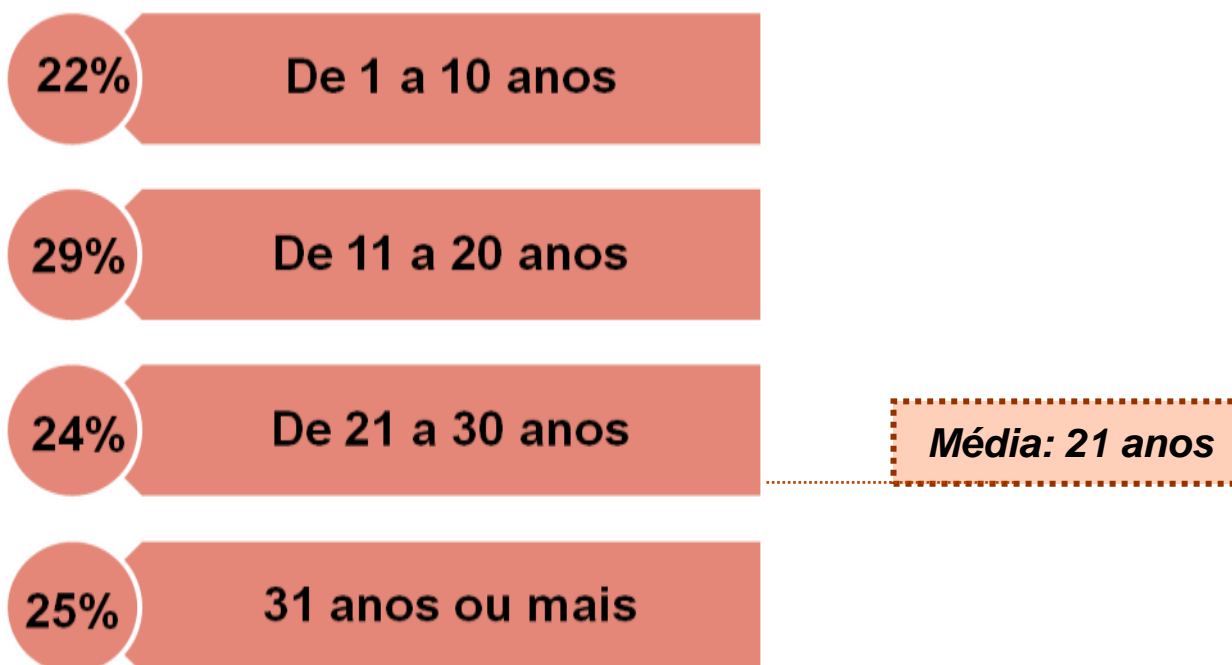 22% De 1 a 10 anos
29% De 11 a 20 anos
24% De 21 a 30 anos
Média: 21 anos
25% 31 anos ou mais